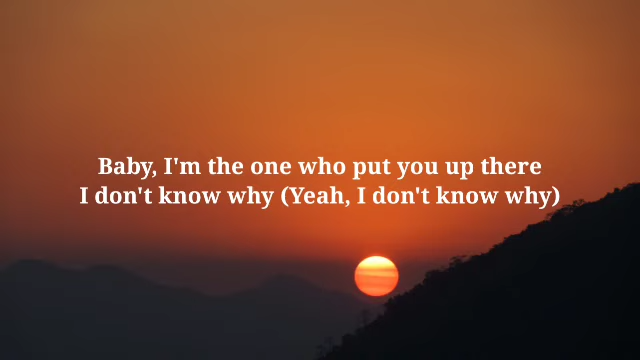 Baby, I'm the one who put you up there
I don't know why (Yeah, I don't know why)